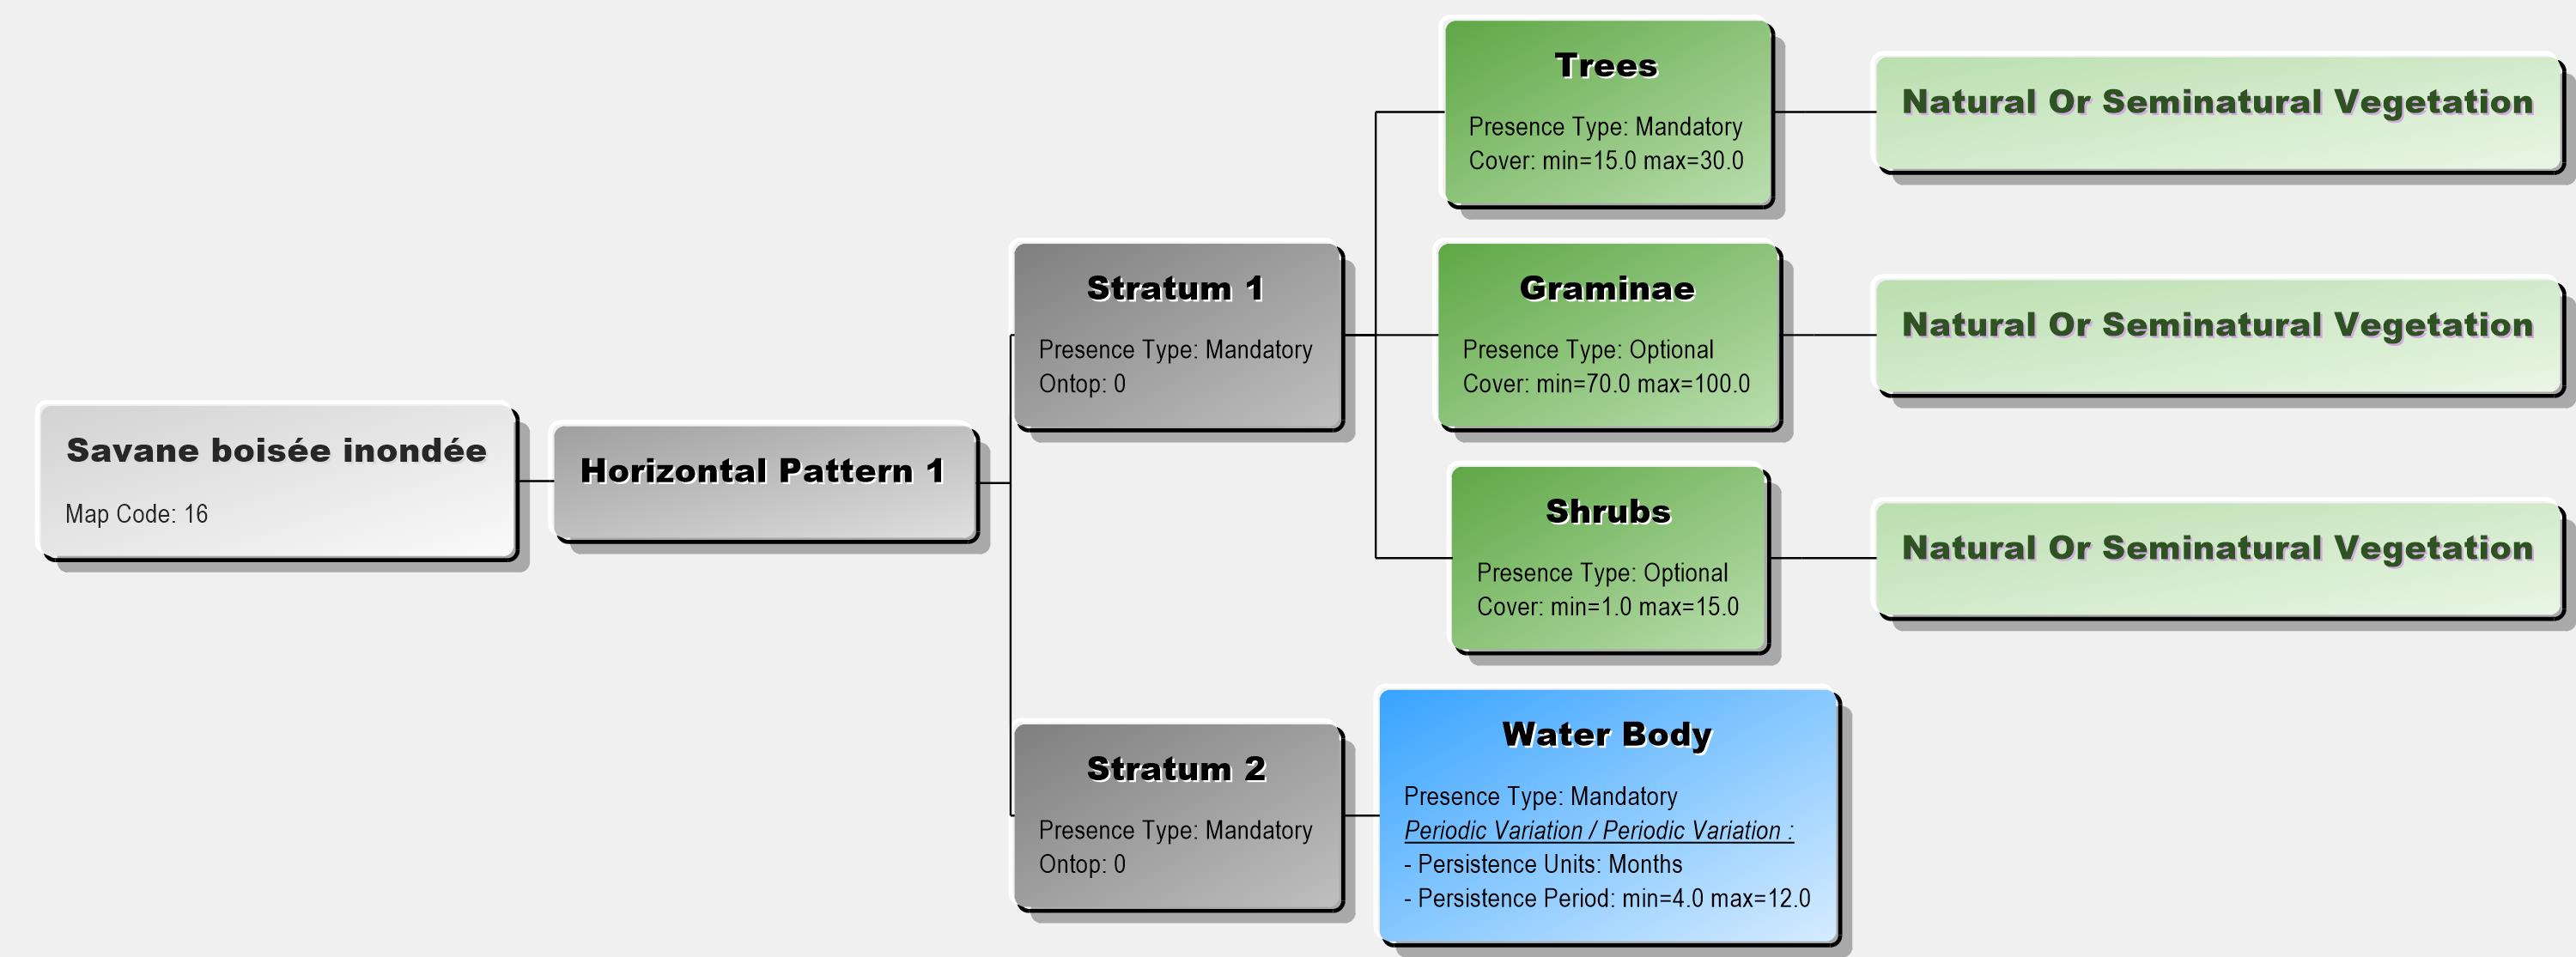 Savane boisée inondée
Map Code: 16
Horizontal Pattern 1
Stratum 1
Presence Type: Mandatory
Ontop: 0
Trees
Presence Type: Mandatory
Cover: min=15.0 max=30.0
Natural Or Seminatural Vegetation
Graminae
Presence Type: Optional
Cover: min=70.0 max=100.0
Natural Or Seminatural Vegetation
Shrubs
Presence Type: Optional
Cover: min=1.0 max=15.0
Natural Or Seminatural Vegetation
Stratum 2
Presence Type: Mandatory
Ontop: 0
Water Body
Presence Type: Mandatory
Periodic Variation / Periodic Variation :
- Persistence Units: Months
- Persistence Period: min=4.0 max=12.0